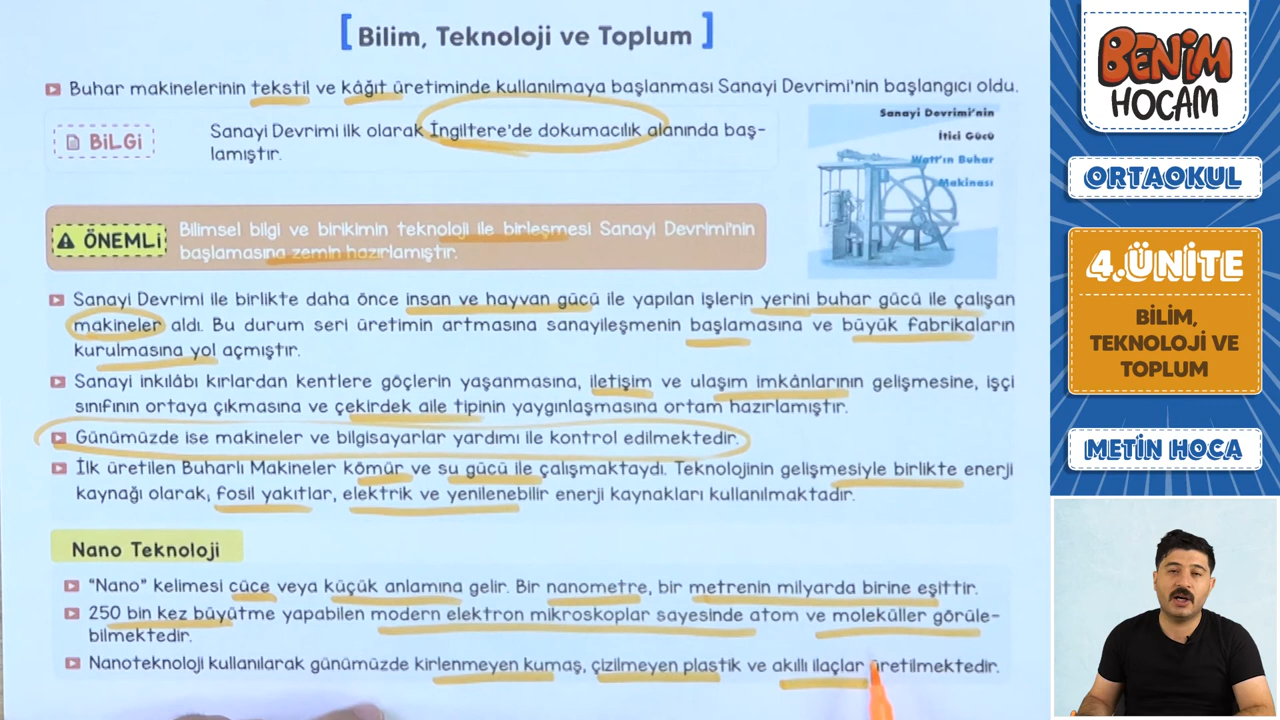 [Bilim, Teknoloji ve Toplum]
Buhar makinelerinin tekstil ve kâğıt üretiminde kullanılmaya başlanması Sanayi Devrimi'nin başlangıcı oldu.
BiLGi
Sanayi Devrimi ilk olarak İngiltere'de dokumacılık alanında baş-
lamıştır.
Sanayi Devrimi'nin
İtici Gücü
Watt'ın Buhar
Makinası
ÖNEMLi
Bilimsel bilgi ve birikimin teknoloji ile birleşmesi Sanayi Devrimi'nin
başlamasına zemin hazırlamıştır.
Sanayi Devrimi ile birlikte daha önce insan ve hayvan gücü ile yapılan işlerin yerini buhar gücü ile çalışan
makineler aldı. Bu durum seri üretimin artmasına sanayileşmenin başlamasına ve büyük fabrikaların
kurulmasına yol açmıştır.
Sanayi inkılâbı kırlardan kentlere göçlerin yaşanmasına, iletişim ve ulaşım imkânlarının gelişmesine, işçi
sınıfının ortaya çıkmasına ve çekirdek aile tipinin yaygınlaşmasına ortam hazırlamıştır.
Günümüzde ise makineler ve bilgisayarlar yardımı ile kontrol edilmektedir.
İlk üretilen Buharlı Makineler kömür ve su gücü ile çalışmaktaydı. Teknolojinin gelişmesiyle birlikte enerji
kaynağı olarak, fosil yakıtlar, elektrik ve yenilenebilir enerji kaynakları kullanılmaktadır.
Nano Teknoloji
"Nano" kelimesi cüce veya küçük anlamına gelir. Bir nanometre, bir metrenin milyarda birine eşittir.
250 bin kez büyütme yapabilen modern elektron mikroskoplar sayesinde atom ve moleküller görüle-
bilmektedir.
Nanoteknoloji kullanılarak günümüzde kirlenmeyen kumaş, çizilmeyen plastik ve akıllı ilaçlar üretilmektedir.
BENiM
HOCAM
ORTAOKUL
4.ÜNİTE
BİLİM,
TEKNOLOJİ VE
TOPLUM
METİN HOCA